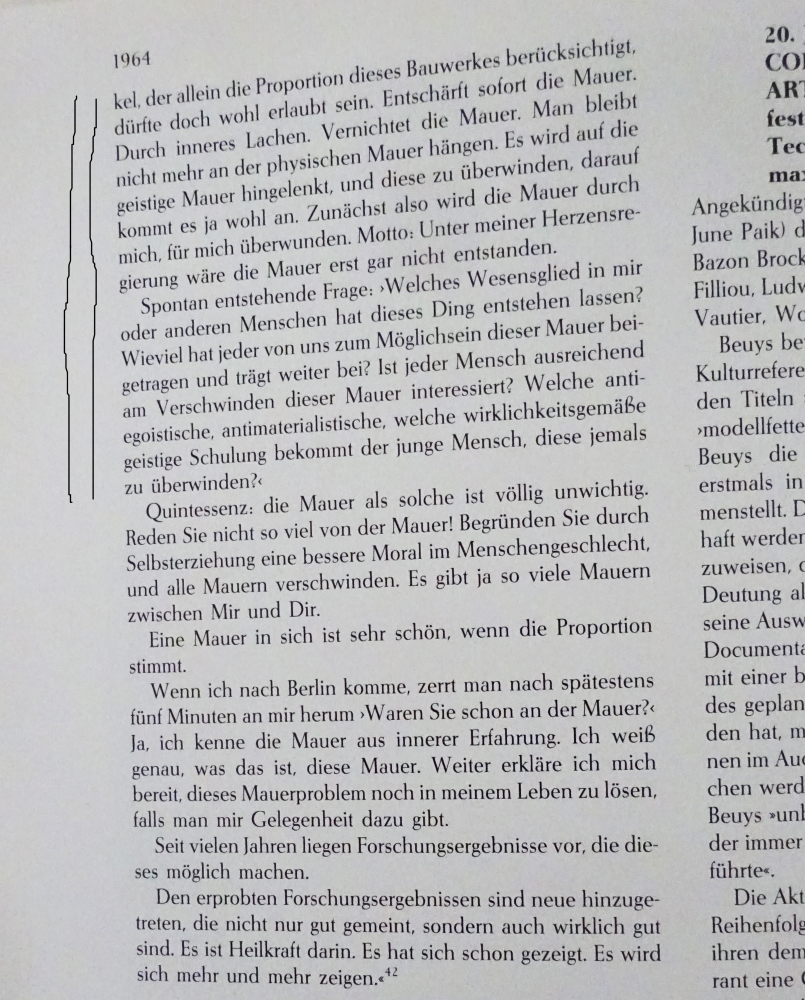 1964
kel, der allein die Proportion dieses Bauwerkes berücksichtigt,
dürfte doch wohl erlaubt sein. Entschärft sofort die Mauer.
Durch inneres Lachen. Vernichtet die Mauer. Man bleibt
nicht mehr an der physischen Mauer hängen. Es wird auf die
geistige Mauer hingelenkt, und diese zu überwinden, darauf
kommt es ja wohl an. Zunächst also wird die Mauer durch
mich, für mich überwunden. Motto: Unter meiner Herzensre-
gierung wäre die Mauer erst gar nicht entstanden.
Spontan entstehende Frage: ›Welches Wesensglied in mir
oder anderen Menschen hat dieses Ding entstehen lassen?
Wieviel hat jeder von uns zum Möglichsein dieser Mauer bei-
getragen und trägt weiter bei? Ist jeder Mensch ausreichend
am Verschwinden dieser Mauer interessiert? Welche anti-
egoistische, antimaterialistische, welche wirklichkeitsgemäße
geistige Schulung bekommt der junge Mensch, diese jemals
zu überwinden?‹
Quintessenz: die Mauer als solche ist völlig unwichtig.
Reden Sie nicht so viel von der Mauer! Begründen Sie durch
Selbsterziehung eine bessere Moral im Menschengeschlecht,
und alle Mauern verschwinden. Es gibt ja so viele Mauern
zwischen Mir und Dir.
Eine Mauer in sich ist sehr schön, wenn die Proportion
stimmt.
Wenn ich nach Berlin komme, zerrt man nach spätestens
fünf Minuten an mir herum ›Waren Sie schon an der Mauer?‹
Ja, ich kenne die Mauer aus innerer Erfahrung. Ich weiß
genau, was das ist, diese Mauer. Weiter erkläre ich mich
bereit, dieses Mauerproblem noch in meinem Leben zu lösen,
falls man mir Gelegenheit dazu gibt.
Seit vielen Jahren liegen Forschungsergebnisse vor, die die-
ses möglich machen.
Den erprobten Forschungsergebnissen sind neue hinzuge-
treten, die nicht nur gut gemeint, sondern auch wirklich gut
sind. Es ist Heilkraft darin. Es hat sich schon gezeigt. Es wird
sich mehr und mehr zeigen.«42
20.
CO
ART
fest
Tec
ma
Angekündig
June Paik) d
Bazon Brock
Filliou, Ludw
Vautier, Wo
Beuys be
Kulturrefere
den Titeln
›modellfette
Beuys die
erstmals in
menstellt. D
haft werden
zuweisen,
Deutung al
seine Ausw
Documenta
mit einer b
des geplan
den hat, m
nen im Aud
chen werd
Beuys »unb
der immer
führte«.
Die Akt
Reihenfolg
ihren dem
rant eine